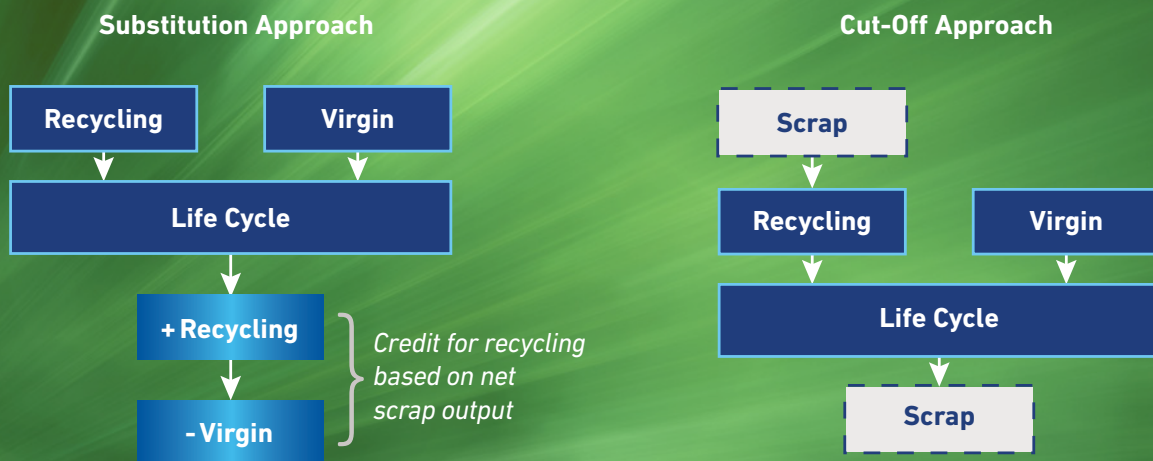 Substitution Approach
Recycling
Virgin
Life Cycle
+ Recycling
- Virgin
Credit for recycling
based on net
scrap output
Cut-Off Approach
Scrap
Recycling
Virgin
Life Cycle
Scrap